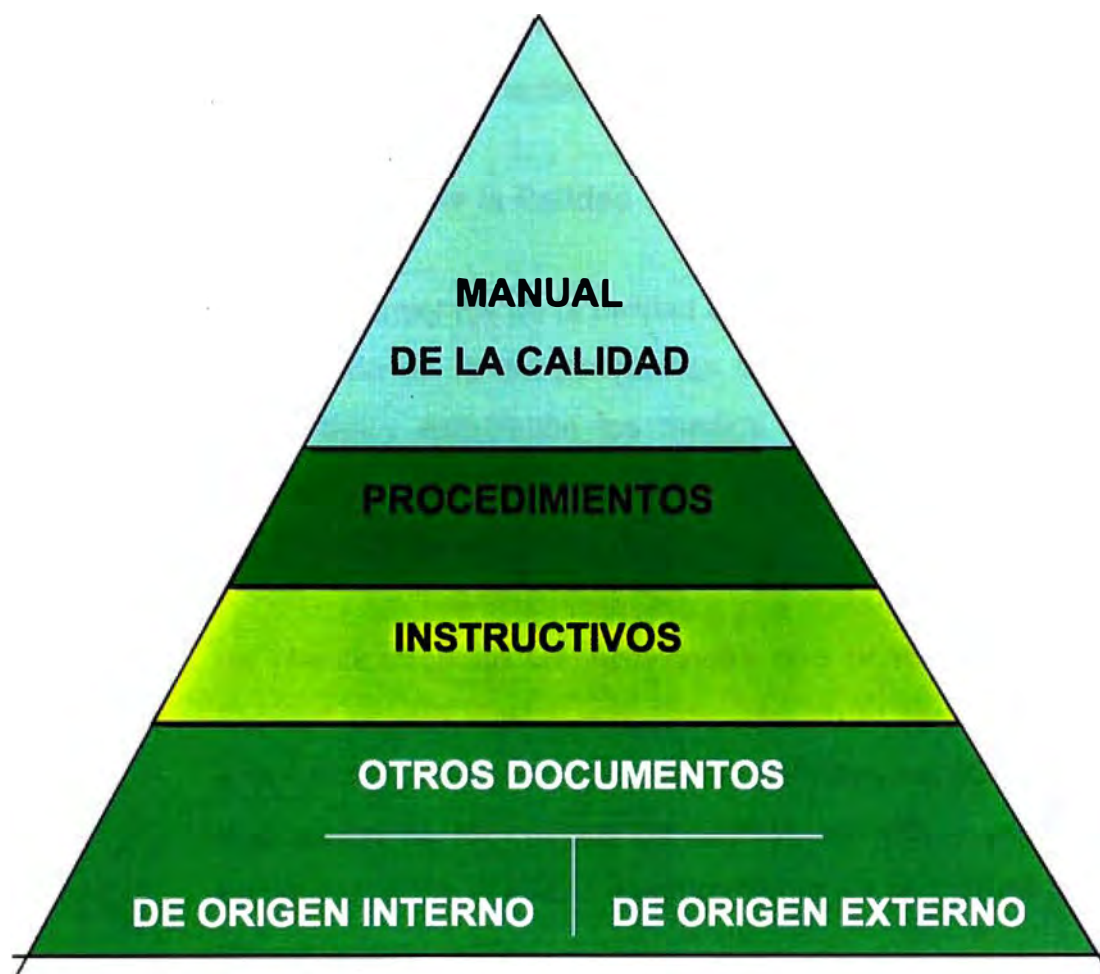 MANUAL
DE LA CALIDAD
PROCEDIMIENTOS
INSTRUCTIVOS
OTROS DOCUMENTOS
DE ORIGEN INTERNO DE ORIGEN EXTERNO